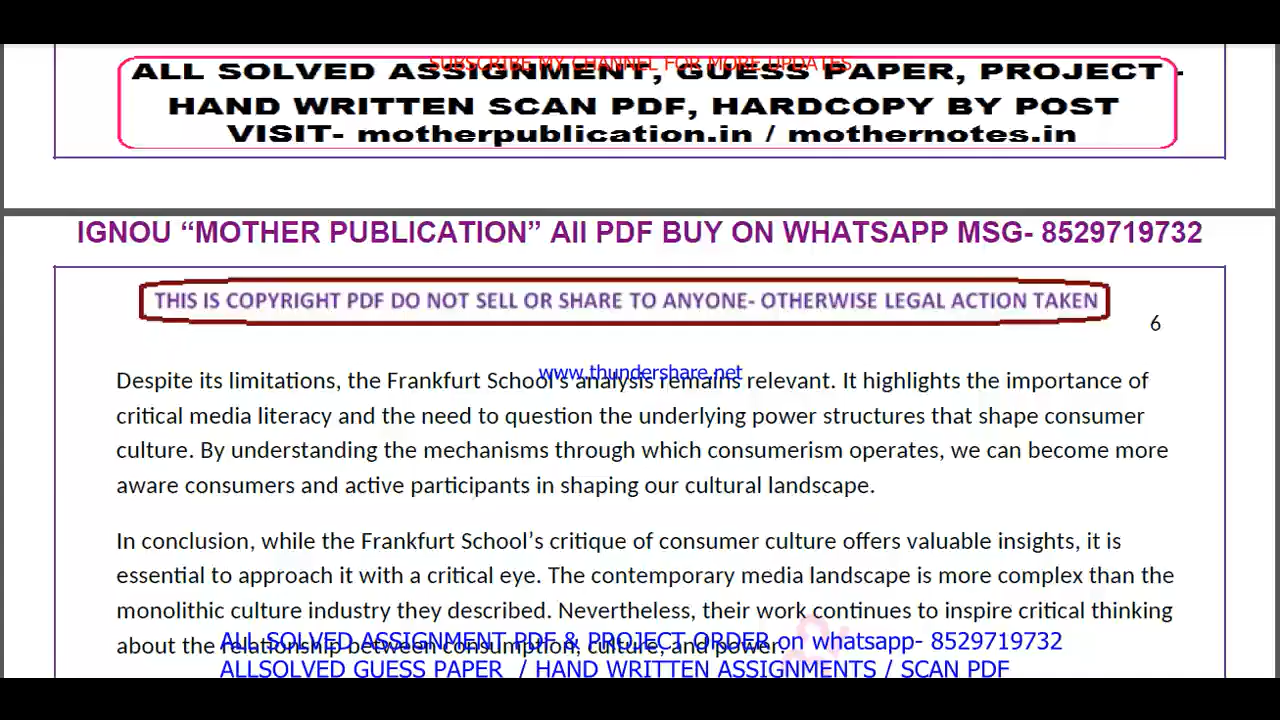 SUBSCRIBE MY CHANNEL FOR MORE UPDATES
ALL SOLVED ASSIGNMENT, GUESS PAPER, PROJECT -
HAND WRITTEN SCAN PDF, HARDCOPY BY POST
VISIT- motherpublication.in / mothernotes.in
IGNOU “MOTHER PUBLICATION” All PDF BUY ON WHATSAPP MSG- 8529719732
THIS IS COPYRIGHT PDF DO NOT SELL OR SHARE TO ANYONE- OTHERWISE LEGAL ACTION TAKEN
6
www.thundershare.net
Despite its limitations, the Frankfurt School’s analysis remains relevant. It highlights the importance of
critical media literacy and the need to question the underlying power structures that shape consumer
culture. By understanding the mechanisms through which consumerism operates, we can become more
aware consumers and active participants in shaping our cultural landscape.
In conclusion, while the Frankfurt School’s critique of consumer culture offers valuable insights, it is
essential to approach it with a critical eye. The contemporary media landscape is more complex than the
monolithic culture industry they described. Nevertheless, their work continues to inspire critical thinking
about the relationship between consumption, culture, and power.
ALL SOLVED ASSIGNMENT PDF & PROJECT ORDER on whatsapp- 8529719732
ALLSOLVED GUESS PAPER / HAND WRITTEN ASSIGNMENTS / SCAN PDF